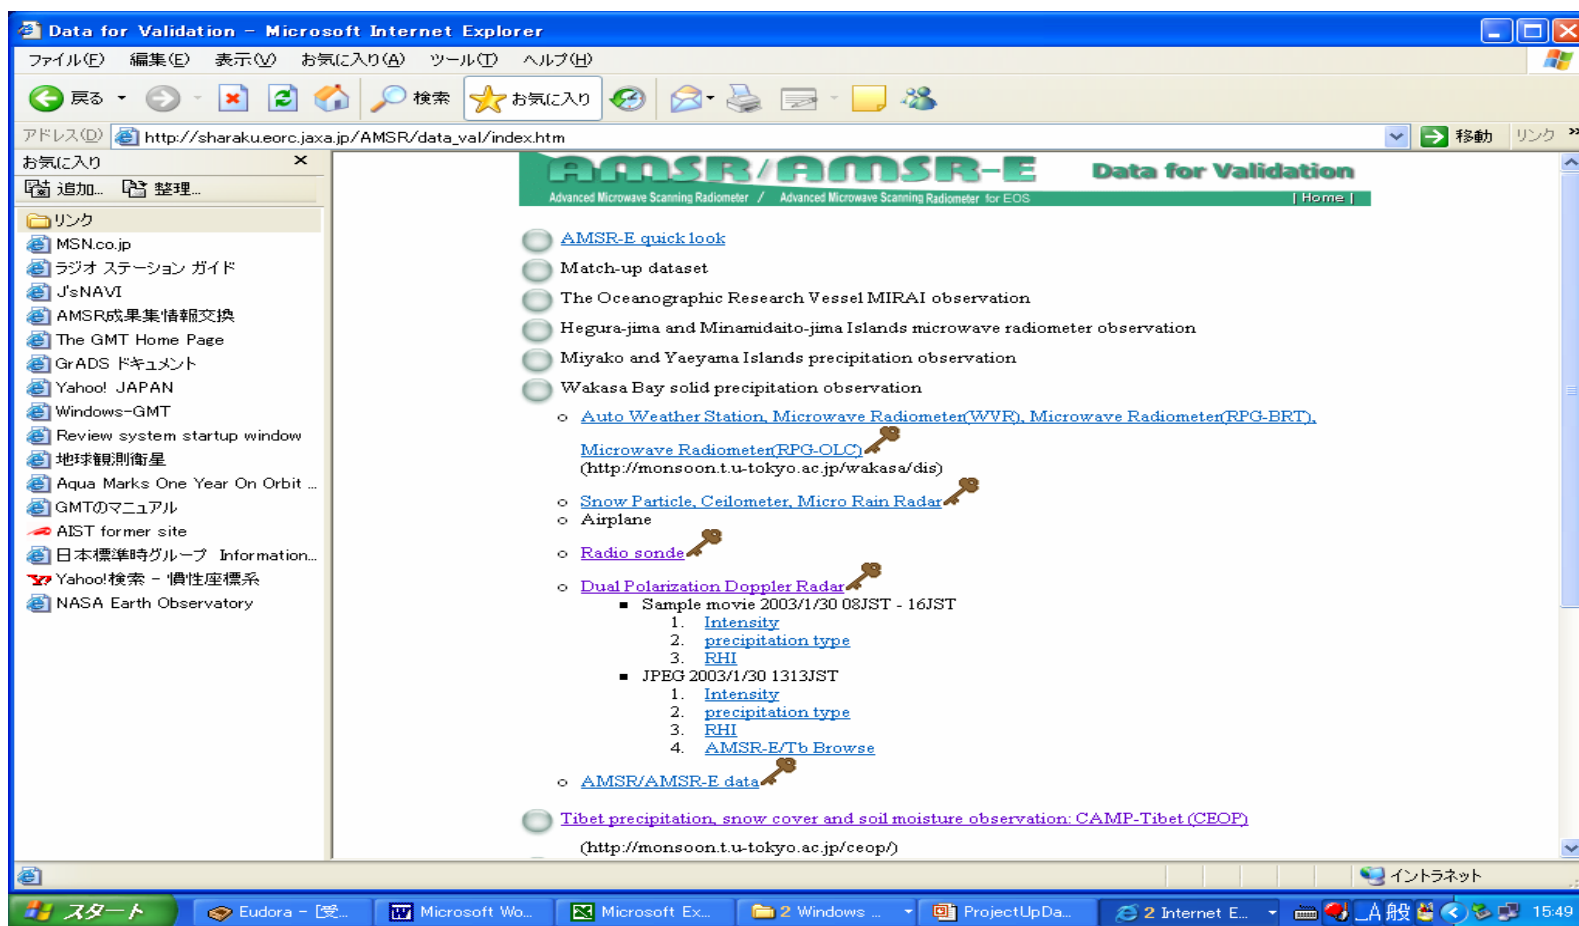 Data for Validation - Microsoft Internet Explorer
ファイル(F) 編集(E) 表示(V) お気に入り(A) ツール(T) ヘルプ(H)
戻る 検索 お気に入り
アドレス(D) http://sharaku.eorc.jaxa.jp/AMSR/data_val/index.htm 移動 リンク »
お気に入り ×
追加... 整理...
リンク
MSN.co.jp
ラジオ ステーション ガイド
J'sNAVI
AMSR成果集情報交換
The GMT Home Page
GrADS ドキュメント
Yahoo! JAPAN
Windows-GMT
Review system startup window
地球観測衛星
Aqua Marks One Year On Orbit ...
GMTのマニュアル
AIST former site
日本標準時グループ Information...
Yahoo!検索 - 慣性座標系
NASA Earth Observatory
AMSR/AMSR-E Data for Validation
Advanced Microwave Scanning Radiometer / Advanced Microwave Scanning Radiometer for EOS | Home |
AMSR-E quick look
Match-up dataset
The Oceanographic Research Vessel MIRAI observation
Hegura-jima and Minamidaito-jima Islands microwave radiometer observation
Miyako and Yaeyama Islands precipitation observation
Wakasa Bay solid precipitation observation
Auto Weather Station, Microwave Radiometer(WVR), Microwave Radiometer(RPG-BRT),
Microwave Radiometer(RPG-OLC)
(http://monsoon.t.u-tokyo.ac.jp/wakasa/dis)
Snow Particle, Ceilometer, Micro Rain Radar
Airplane
Radio sonde
Dual Polarization Doppler Radar
Sample movie 2003/1/30 08JST - 16JST
1. Intensity
2. precipitation type
3. RHI
JPEG 2003/1/30 1313JST
1. Intensity
2. precipitation type
3. RHI
4. AMSR-E/Tb Browse
AMSR/AMSR-E data
Tibet precipitation, snow cover and soil moisture observation: CAMP-Tibet (CEOP)
(http://monsoon.t.u-tokyo.ac.jp/ceop/)
イントラネット
スタート Eudora - [受... Microsoft Wo... Microsoft Ex... 2 Windows ... ProjectUpDa... 2 Internet E... _A 般 15:49